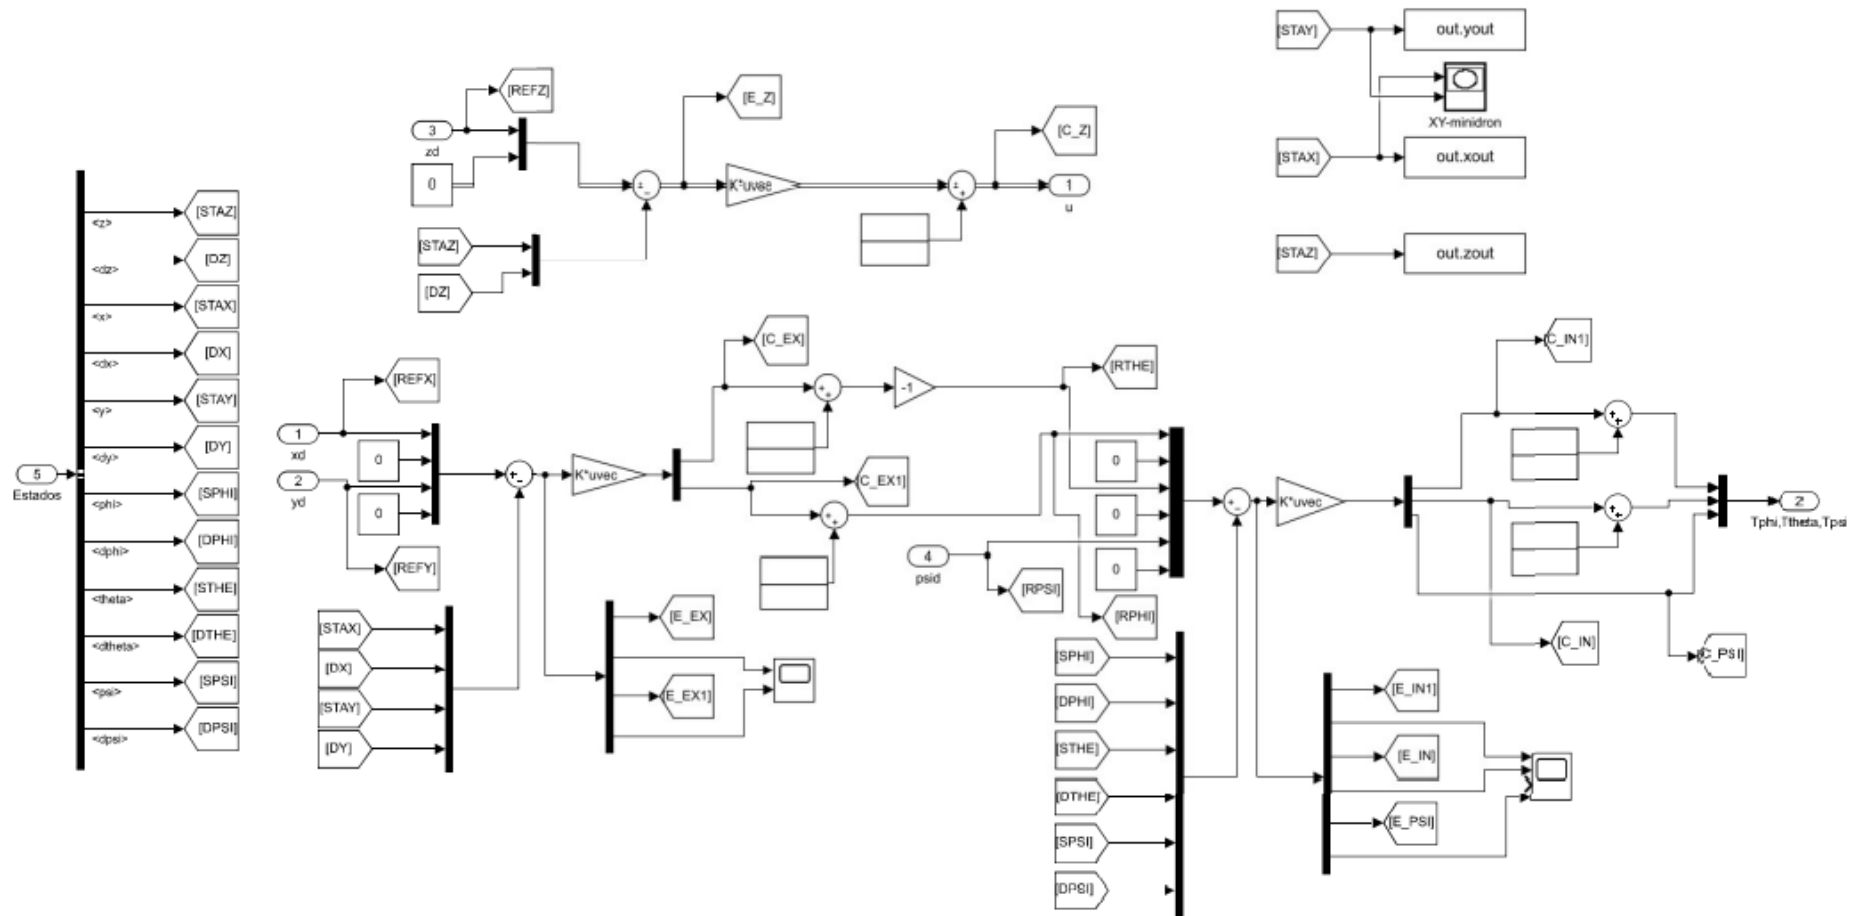 [STAZ]
<z>
[DZ]
<dz>
[STAX]
<x>
[DX]
<dx>
[STAY]
<y>
[DY]
<dy>
5
Estados
[SPHI]
<phi>
[DPHI]
<dphi>
[STHE]
<theta>
[DTHE]
<dtheta>
[SPSI]
<psi>
[DPSI]
<dpsi>
[REFZ]
3
zd
0
[STAZ]
[DZ]
[E_Z]
K*uvec
[C_Z]
1
u
[STAY]
out.yout
XY-minidron
[STAX]
out.xout
[STAZ]
out.zout
[REFX]
1
xd
0
2
yd
0
[REFY]
[STAX]
[DX]
[STAY]
[DY]
K*uvec
[C_EX]
-1
[RTHE]
[C_EX1]
[E_EX]
[E_EX1]
4
psid
[RPSI]
0
0
0
[RPHI]
[SPHI]
[DPHI]
[STHE]
[DTHE]
[SPSI]
[DPSI]
K*uvec
[C_IN1]
2
Tphi,Ttheta,Tpsi
[C_IN]
[C_PSI]
[E_IN1]
[E_IN]
[E_PSI]